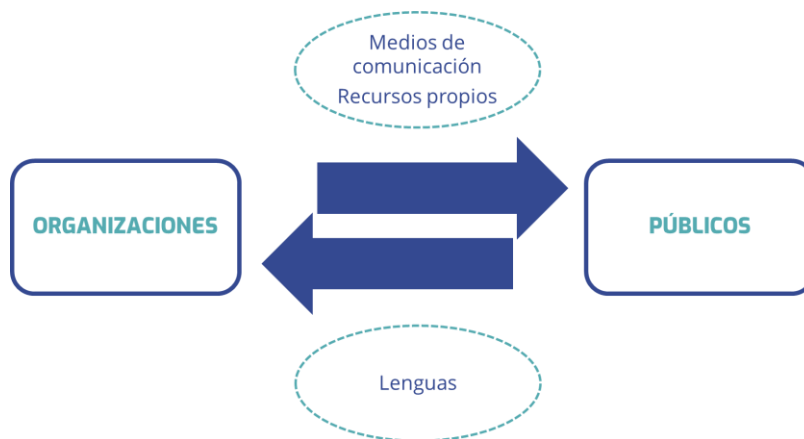 Medios de
comunicación
Recursos propios
ORGANIZACIONES
PÚBLICOS
Lenguas